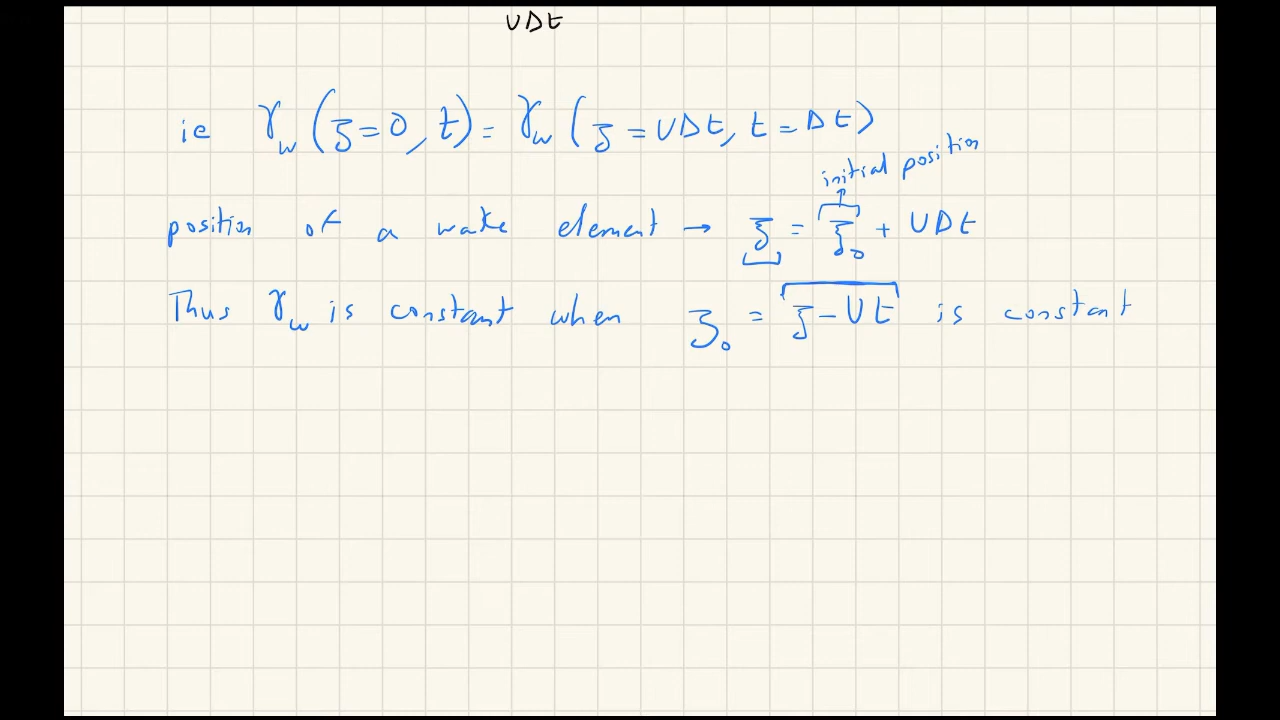 UΔt
ie γw (ξ=0, t) = γw (ξ = UΔt, t = Δt)
initial position
position of a wake element → ξ = ξ0 + UΔt
Thus γw is constant when ξ0 = ξ - Ut is constant